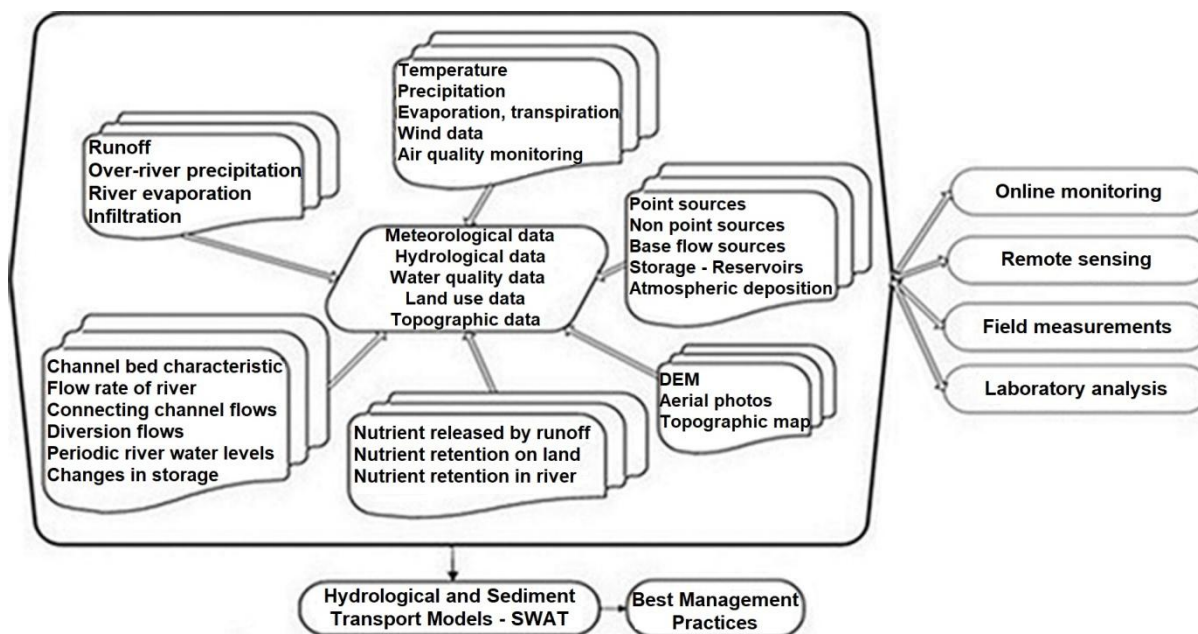 Temperature
Precipitation
Evaporation, transpiration
Wind data
Air quality monitoring
Runoff
Over-river precipitation
River evaporation
Infiltration
Point sources
Non point sources
Base flow sources
Storage - Reservoirs
Atmospheric deposition
Meteorological data
Hydrological data
Water quality data
Land use data
Topographic data
Online monitoring
Remote sensing
Field measurements
Laboratory analysis
Channel bed characteristic
Flow rate of river
Connecting channel flows
Diversion flows
Periodic river water levels
Changes in storage
Nutrient released by runoff
Nutrient retention on land
Nutrient retention in river
DEM
Aerial photos
Topographic map
Hydrological and Sediment
Transport Models - SWAT
Best Management
Practices